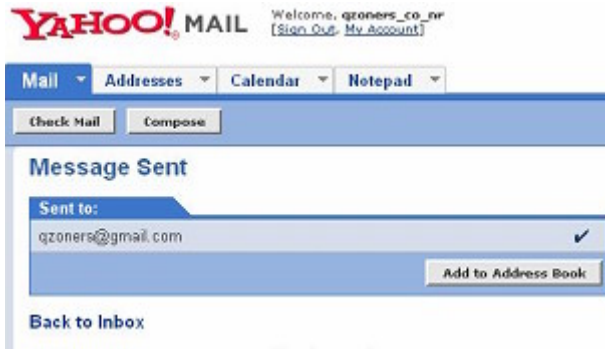 YAHOO! MAIL Welcome, qzoners_co_nr
[Sign Out, My Account]
Mail Addresses Calendar Notepad
Check Mail Compose
Message Sent
Sent to:
qzoners@gmail.com
Add to Address Book
Back to Inbox